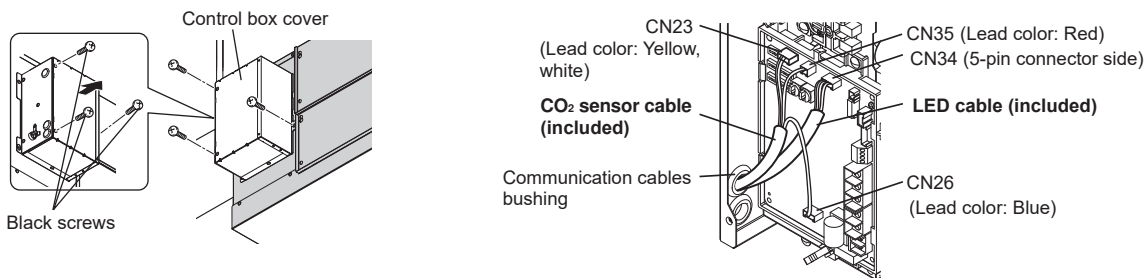 Control box cover
Black screws
CN23
(Lead color: Yellow,
white)
CO₂ sensor cable
(included)
Communication cables
bushing
CN35 (Lead color: Red)
CN34 (5-pin connector side)
LED cable (included)
CN26
(Lead color: Blue)